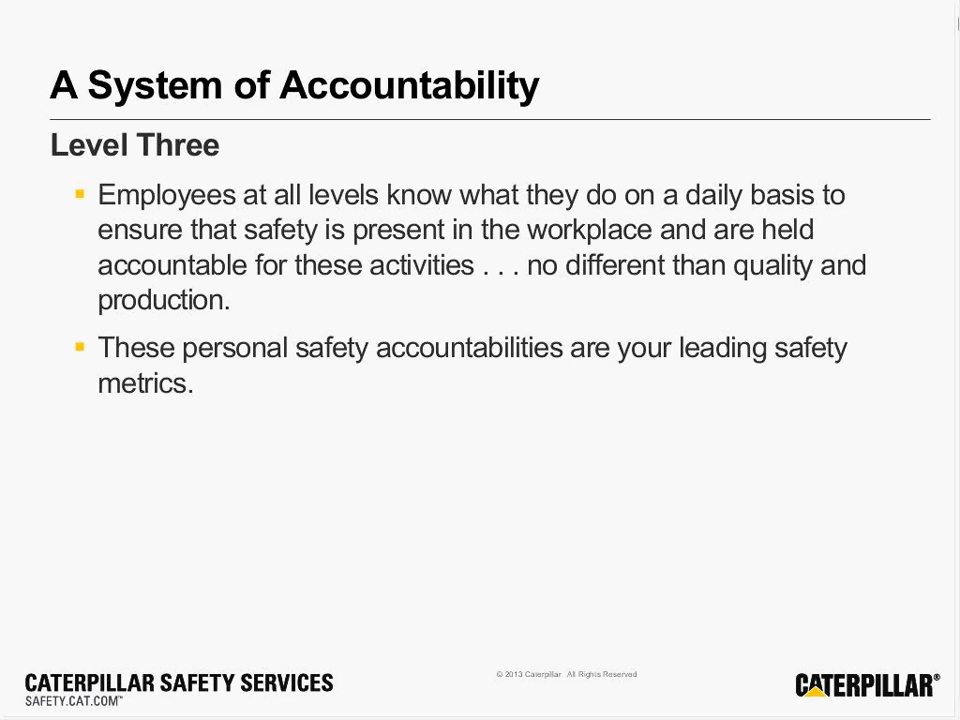 A System of Accountability
Level Three
▪ Employees at all levels know what they do on a daily basis to
ensure that safety is present in the workplace and are held
accountable for these activities . . . no different than quality and
production.
▪ These personal safety accountabilities are your leading safety
metrics.
© 2013 Caterpillar All Rights Reserved
CATERPILLAR SAFETY SERVICES
SAFETY.CAT.COM™
CATERPILLAR®